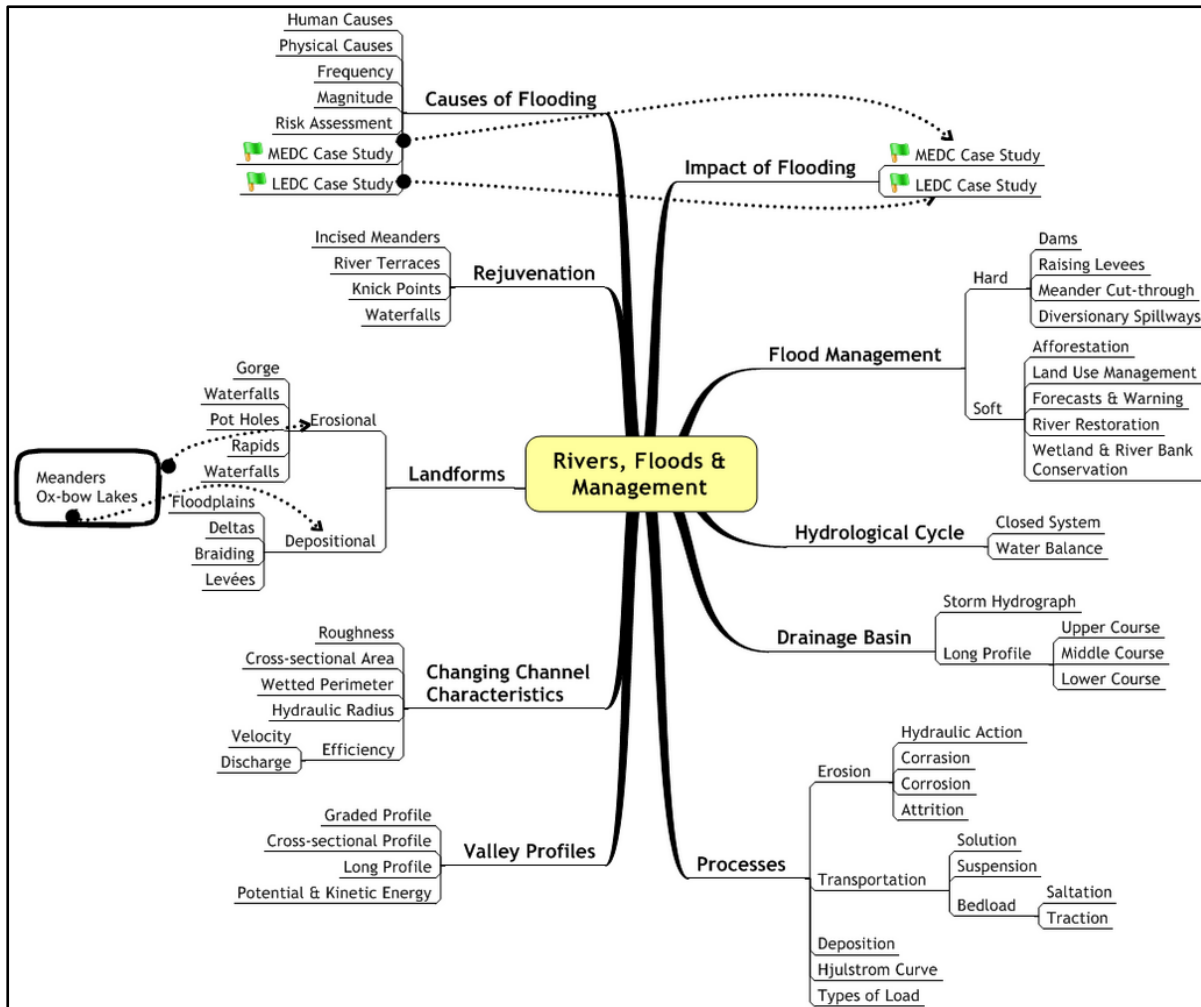 Human Causes
Physical Causes
Frequency
Magnitude
Risk Assessment
MEDC Case Study
LEDC Case Study
Causes of Flooding
Impact of Flooding
MEDC Case Study
LEDC Case Study
Incised Meanders
River Terraces
Knick Points
Waterfalls
Rejuvenation
Flood Management
Hard
Dams
Raising Levees
Meander Cut-through
Diversionary Spillways
Soft
Afforestation
Land Use Management
Forecasts & Warning
River Restoration
Wetland & River Bank
Conservation
Gorge
Waterfalls
Pot Holes
Rapids
Waterfalls
Erosional
Meanders
Ox-bow Lakes
Floodplains
Deltas
Braiding
Levées
Depositional
Landforms
Rivers, Floods &
Management
Hydrological Cycle
Closed System
Water Balance
Drainage Basin
Storm Hydrograph
Long Profile
Upper Course
Middle Course
Lower Course
Roughness
Cross-sectional Area
Wetted Perimeter
Hydraulic Radius
Velocity
Discharge
Efficiency
Changing Channel
Characteristics
Graded Profile
Cross-sectional Profile
Long Profile
Potential & Kinetic Energy
Valley Profiles
Processes
Erosion
Hydraulic Action
Corrasion
Corrosion
Attrition
Transportation
Solution
Suspension
Bedload
Saltation
Traction
Deposition
Hjulstrom Curve
Types of Load